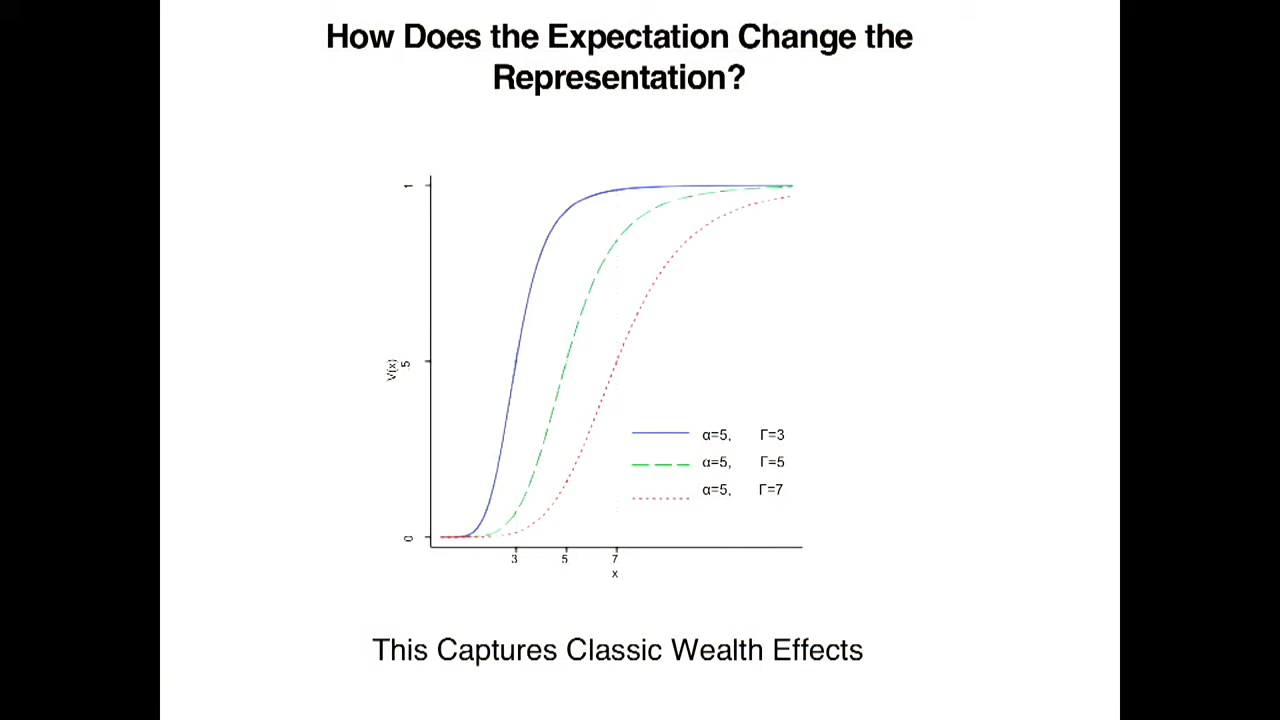 How Does the Expectation Change the
Representation?
1
V(x)
.5
0
α=5, Γ=3
α=5, Γ=5
α=5, Γ=7
3 5 7
x
This Captures Classic Wealth Effects